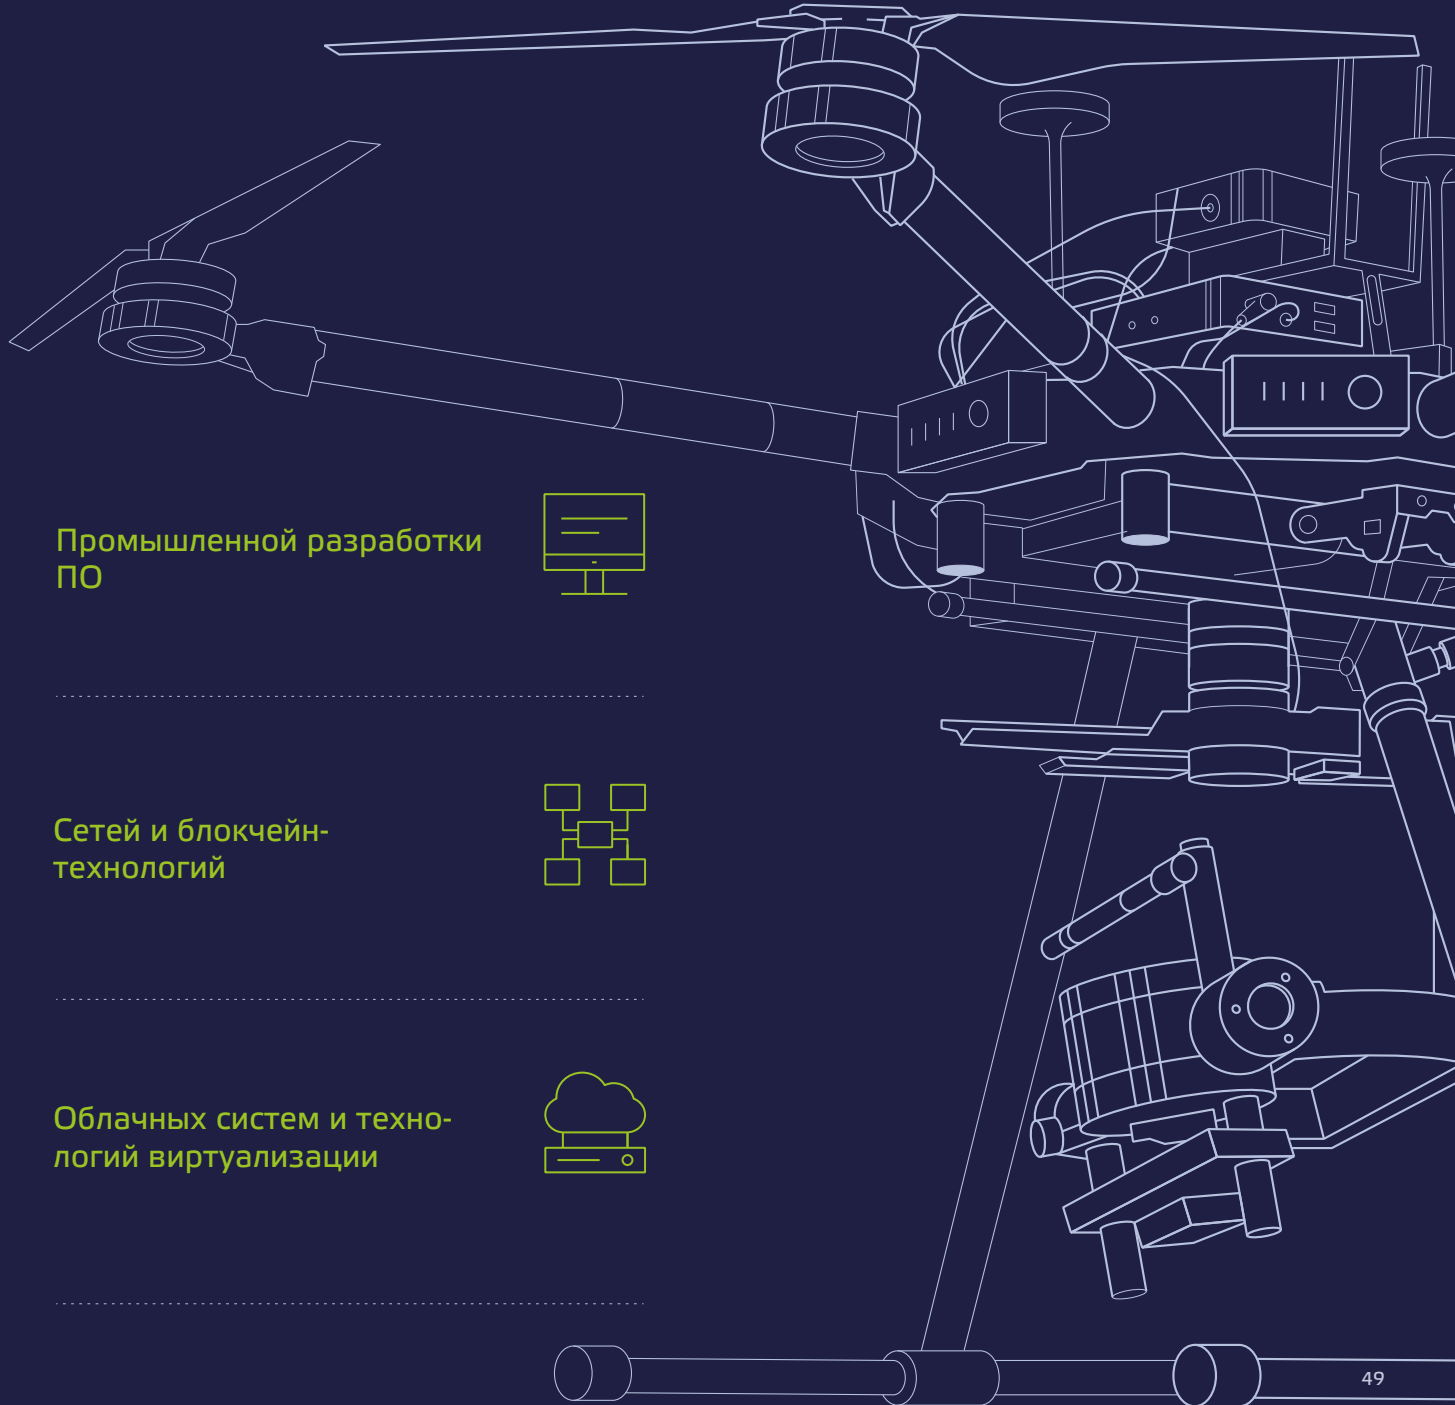 Промышленной разработки
ПО
Сетей и блокчейн-
технологий
Облачных систем и техно-
логий виртуализации
49